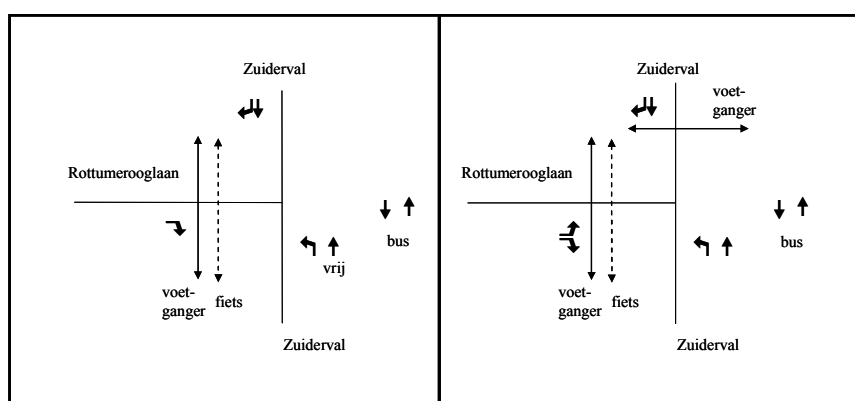 Zuiderval
Rottumerooglaan
bus
vrij
voet-
ganger
fiets
Zuiderval
Zuiderval
voet-
ganger
Rottumerooglaan
bus
voet-
ganger
fiets
Zuiderval